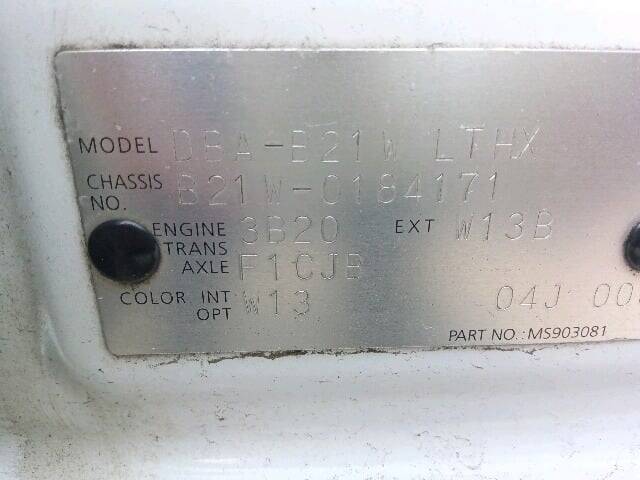 MODEL DBA-B21W LTHX
CHASSIS NO. B21W-0184171
ENGINE 3B20 EXT W13B
TRANS AXLE F1CJB
COLOR INT OPT W13 04J 00
PART NO.: MS903081